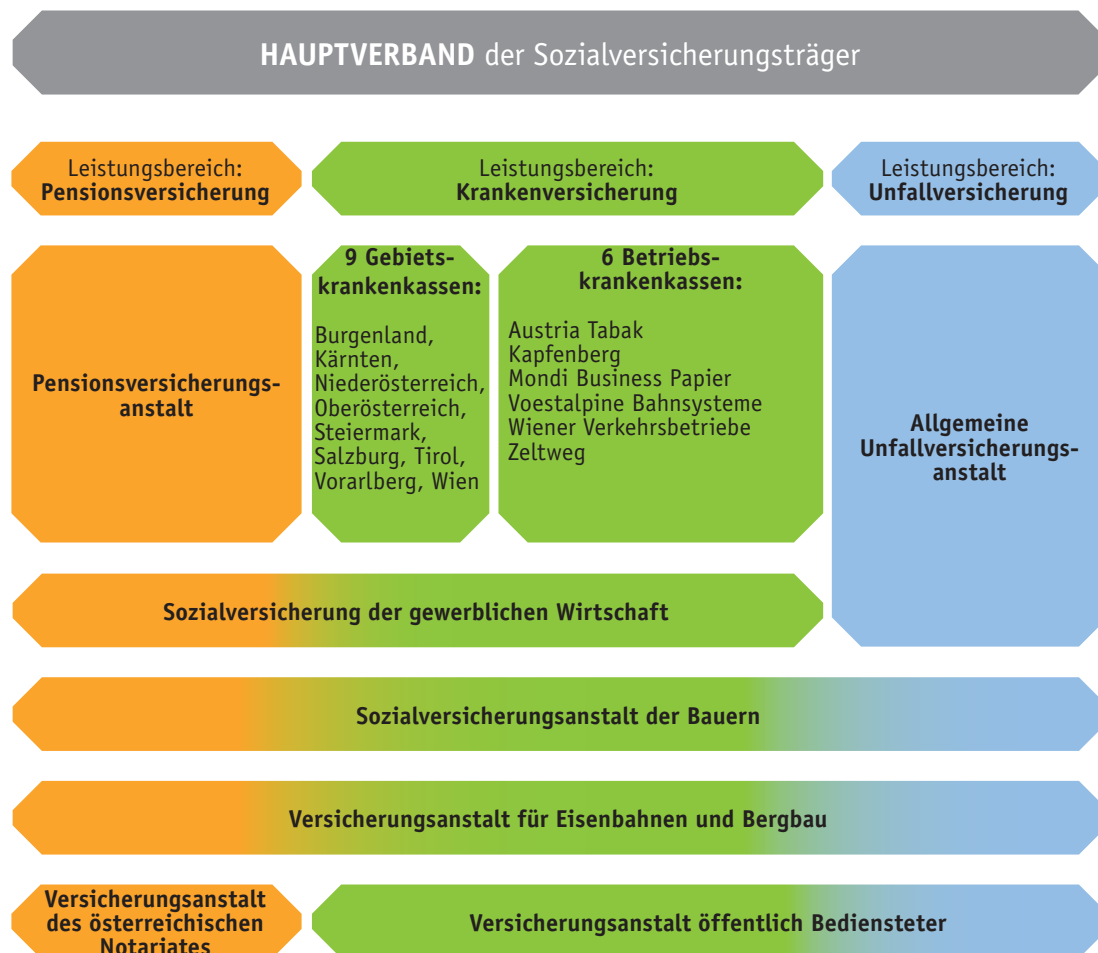 HAUPTVERBAND der Sozialversicherungsträger
Leistungsbereich:
Pensionsversicherung
Leistungsbereich:
Krankenversicherung
Leistungsbereich:
Unfallversicherung
Pensionsversicherungs-
anstalt
9 Gebiets-
krankenkassen:
Burgenland,
Kärnten,
Niederösterreich,
Oberösterreich,
Steiermark,
Salzburg, Tirol,
Vorarlberg, Wien
6 Betriebs-
krankenkassen:
Austria Tabak
Kapfenberg
Mondi Business Papier
Voestalpine Bahnsysteme
Wiener Verkehrsbetriebe
Zeltweg
Allgemeine
Unfallversicherungs-
anstalt
Sozialversicherung der gewerblichen Wirtschaft
Sozialversicherungsanstalt der Bauern
Versicherungsanstalt für Eisenbahnen und Bergbau
Versicherungsanstalt
des österreichischen
Notariates
Versicherungsanstalt öffentlich Bediensteter